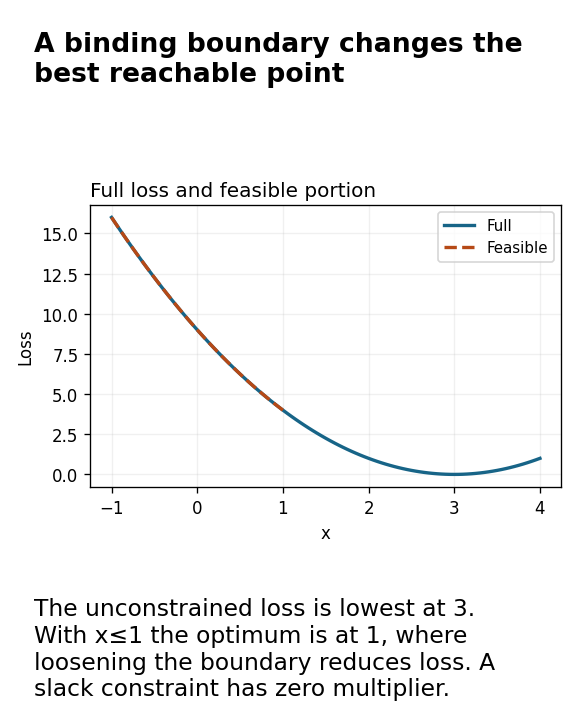 A binding boundary changes the
best reachable point
Full loss and feasible portion
Full
Feasible
Loss
15.0
12.5
10.0
7.5
5.0
2.5
0.0
−1
0
1
2
3
4
x
The unconstrained loss is lowest at 3.
With x≤1 the optimum is at 1, where
loosening the boundary reduces loss. A
slack constraint has zero multiplier.